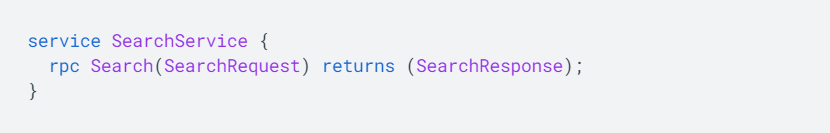 service SearchService {
  rpc Search(SearchRequest) returns (SearchResponse);
}